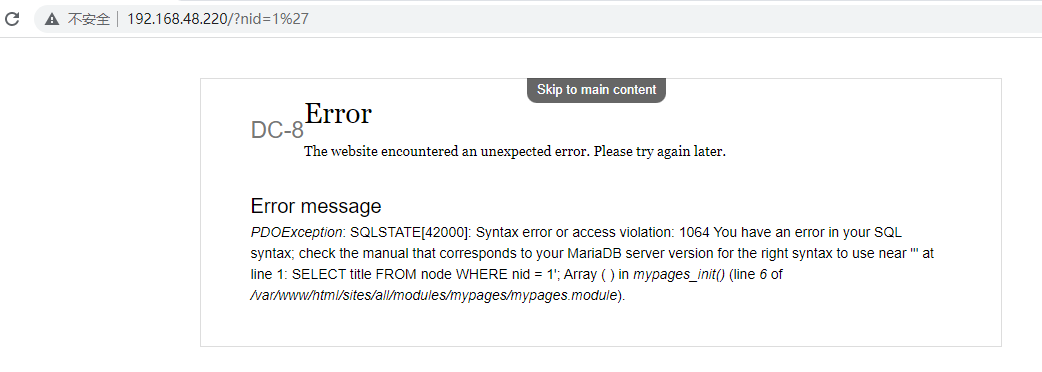 不安全 192.168.48.220/?nid=1%27
Skip to main content
DC-8
Error
The website encountered an unexpected error. Please try again later.
Error message
PDOException: SQLSTATE[42000]: Syntax error or access violation: 1064 You have an error in your SQL
syntax; check the manual that corresponds to your MariaDB server version for the right syntax to use near ''' at
line 1: SELECT title FROM node WHERE nid = 1'; Array ( ) in mypages_init() (line 6 of
/var/www/html/sites/all/modules/mypages/mypages.module).